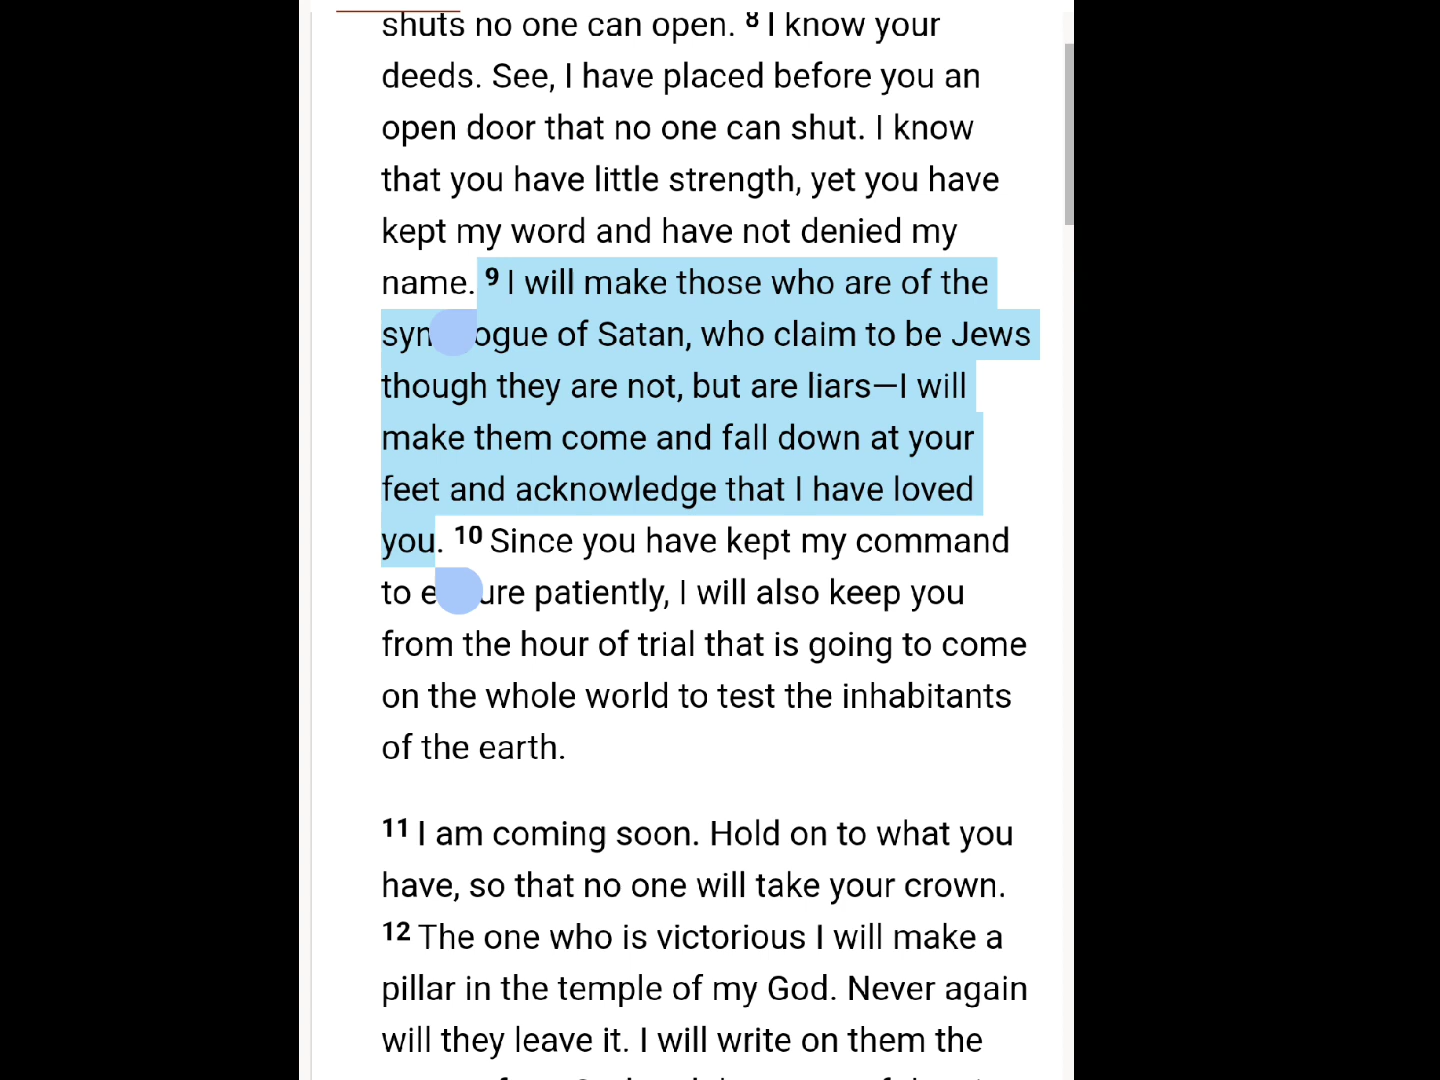 shuts no one can open. 8 I know your
deeds. See, I have placed before you an
open door that no one can shut. I know
that you have little strength, yet you have
kept my word and have not denied my
name. 9 I will make those who are of the
syn ogue of Satan, who claim to be Jews
though they are not, but are liars—I will
make them come and fall down at your
feet and acknowledge that I have loved
you. 10 Since you have kept my command
to e ure patiently, I will also keep you
from the hour of trial that is going to come
on the whole world to test the inhabitants
of the earth.
11 I am coming soon. Hold on to what you
have, so that no one will take your crown.
12 The one who is victorious I will make a
pillar in the temple of my God. Never again
will they leave it. I will write on them the